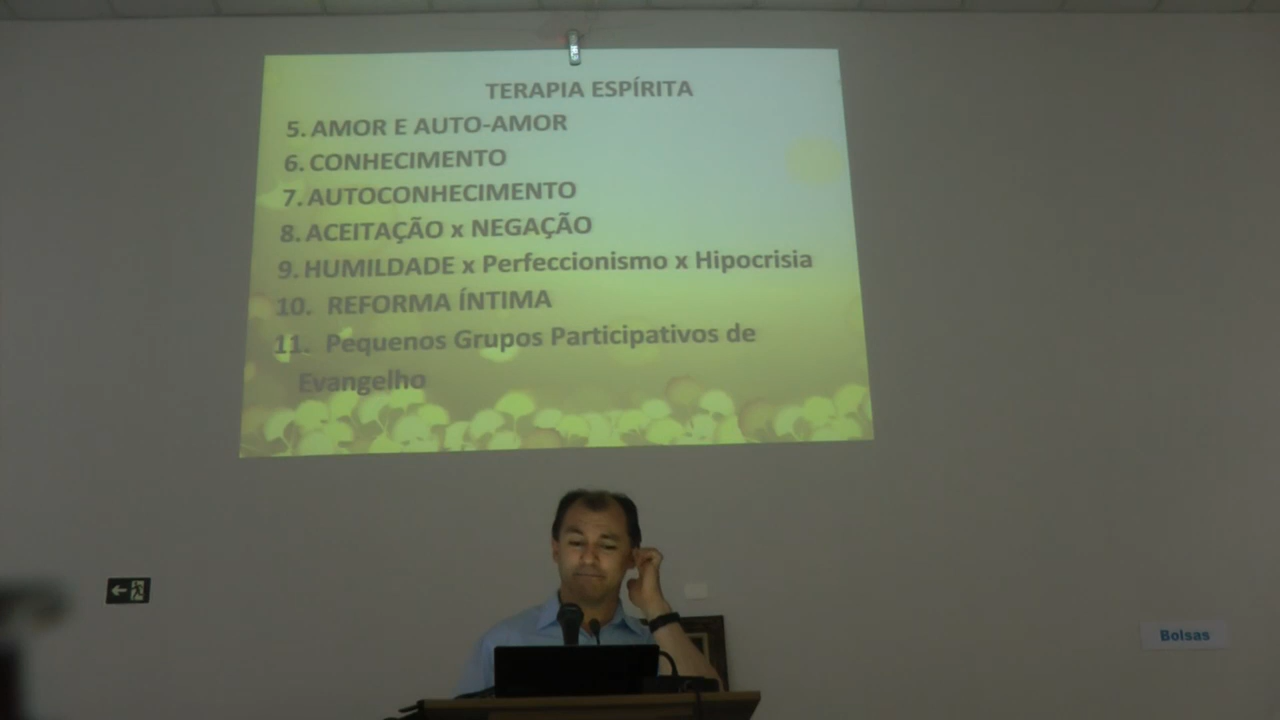 TERAPIA ESPÍRITA
5. AMOR E AUTO-AMOR
6. CONHECIMENTO
7. AUTOCONHECIMENTO
8. ACEITAÇÃO x NEGAÇÃO
9. HUMILDADE x Perfeccionismo x Hipocrisia
10. REFORMA ÍNTIMA
11. Pequenos Grupos Participativos de
Evangelho
Bolsas